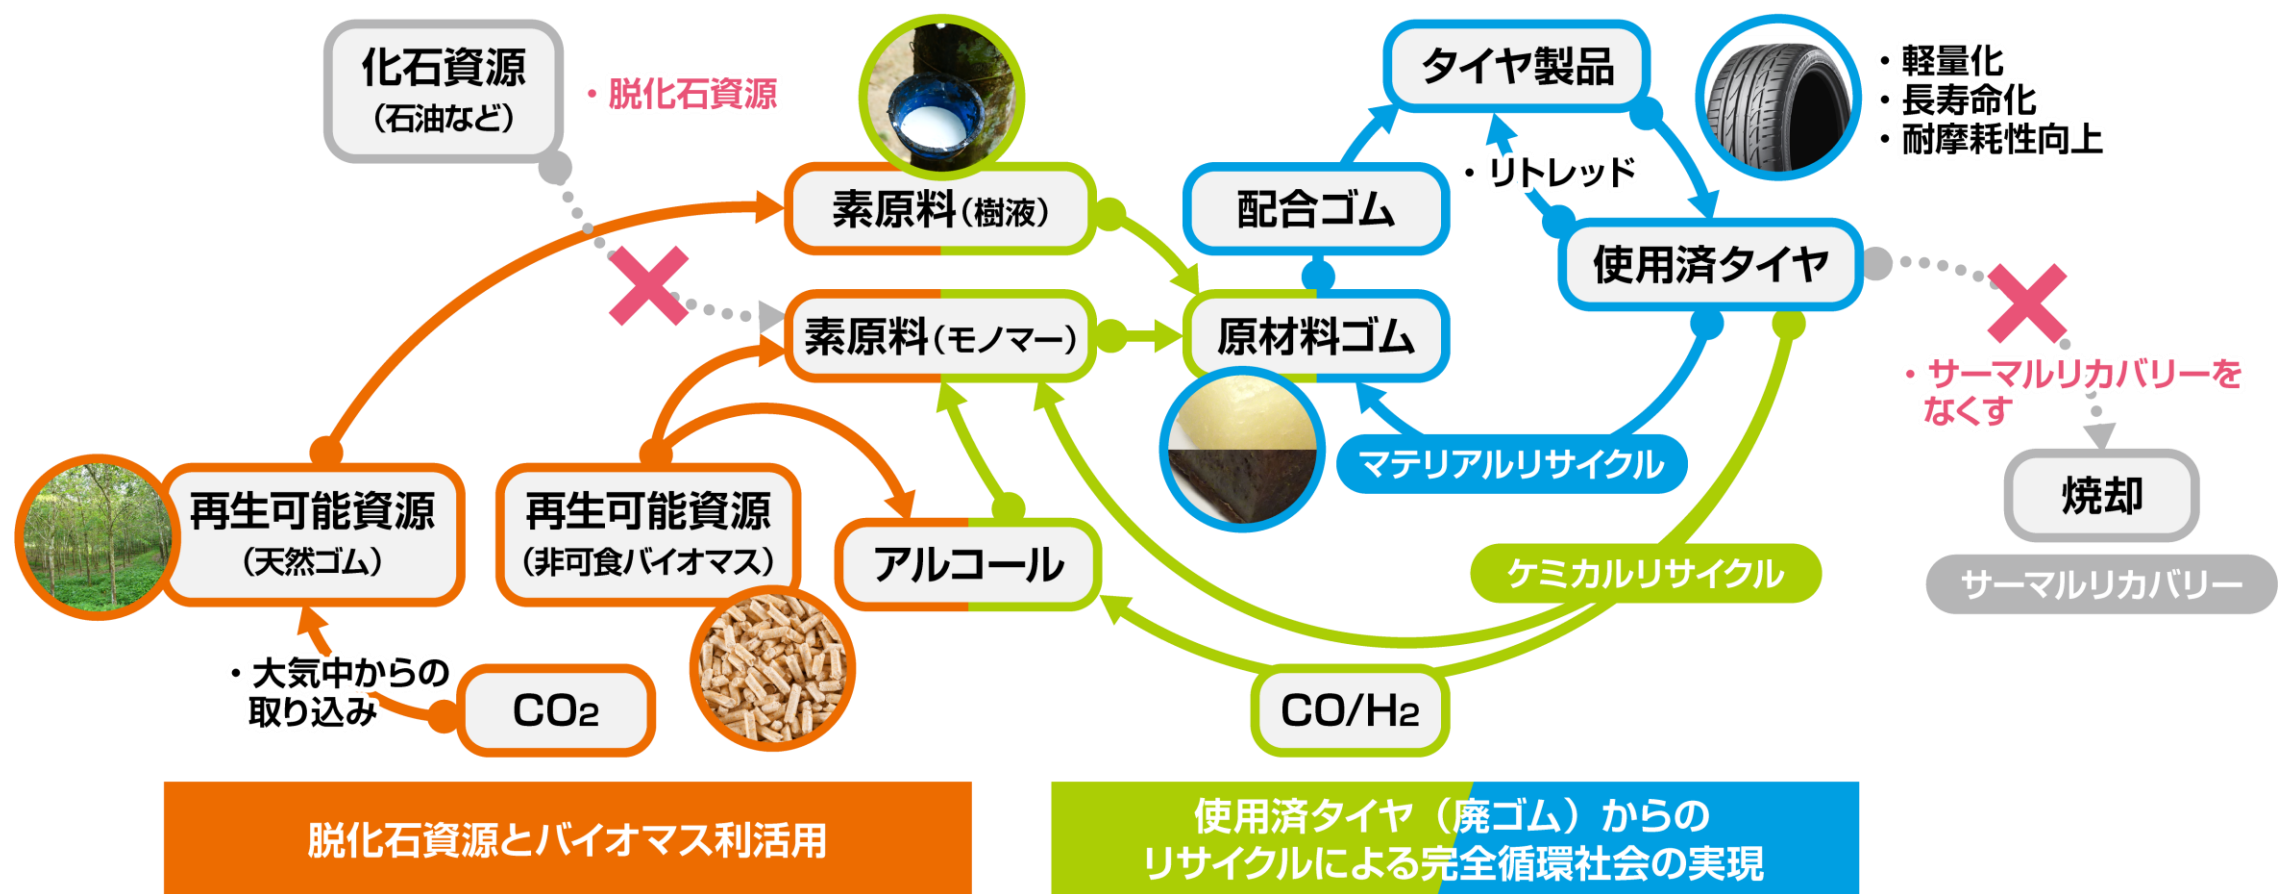 化石資源
（石油など）
・脱化石資源
タイヤ製品
・軽量化
・長寿命化
・耐摩耗性向上
素原料（樹液）
配合ゴム
・リトレッド
使用済タイヤ
素原料（モノマー）
原材料ゴム
・サーマルリカバリーを
なくす
マテリアルリサイクル
再生可能資源
（天然ゴム）
再生可能資源
（非可食バイオマス）
アルコール
ケミカルリサイクル
焼却
サーマルリカバリー
・大気中からの
取り込み
CO2
CO/H2
脱化石資源とバイオマス利活用
使用済タイヤ（廃ゴム）からの
リサイクルによる完全循環社会の実現